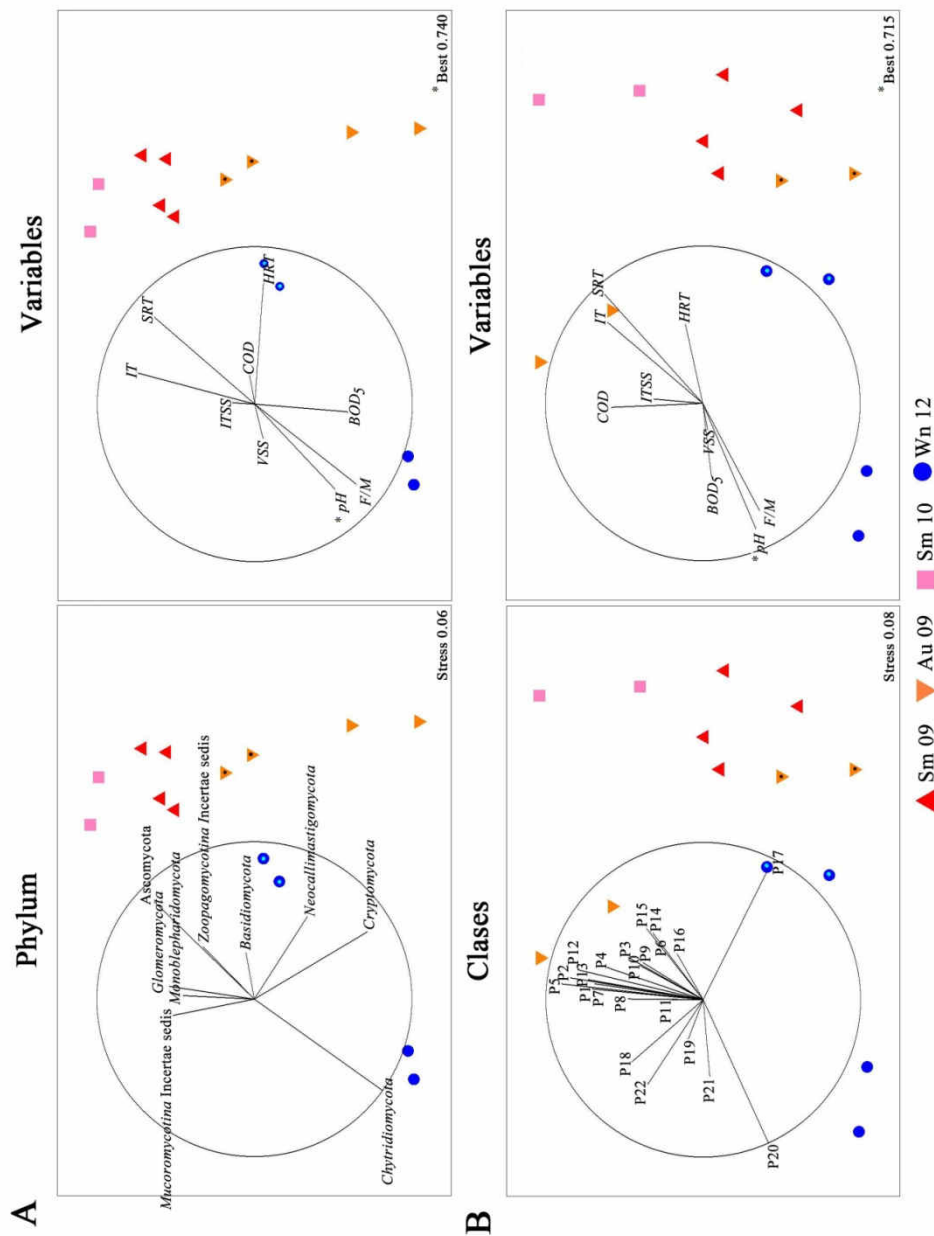 A
Phylum
Variables
Mucoromycotina Incertae sedis
Glomeromycota
Monoblepharidomycota
Ascomycota
Zoopagomycotina Incertae sedis
Basidiomycota
Neocallimastigomycota
Cryptomycota
Chytridiomycota
Stress 0.06
IT
SRT
ITSS
COD
HRT
VSS
BOD5
* pH
F/M
* Best 0.740
B
Clases
Variables
P5
P2
P12
P1
P13
P7
P4
P8
P10
P3
P9
P6
P15
P14
P16
P11
P18
P22
P19
P21
P20
P17
Stress 0.08
COD
IT
SRT
ITSS
HRT
VSS
BOD5
* pH
F/M
* Best 0.715
Sm 09
Au 09
Sm 10
Wn 12